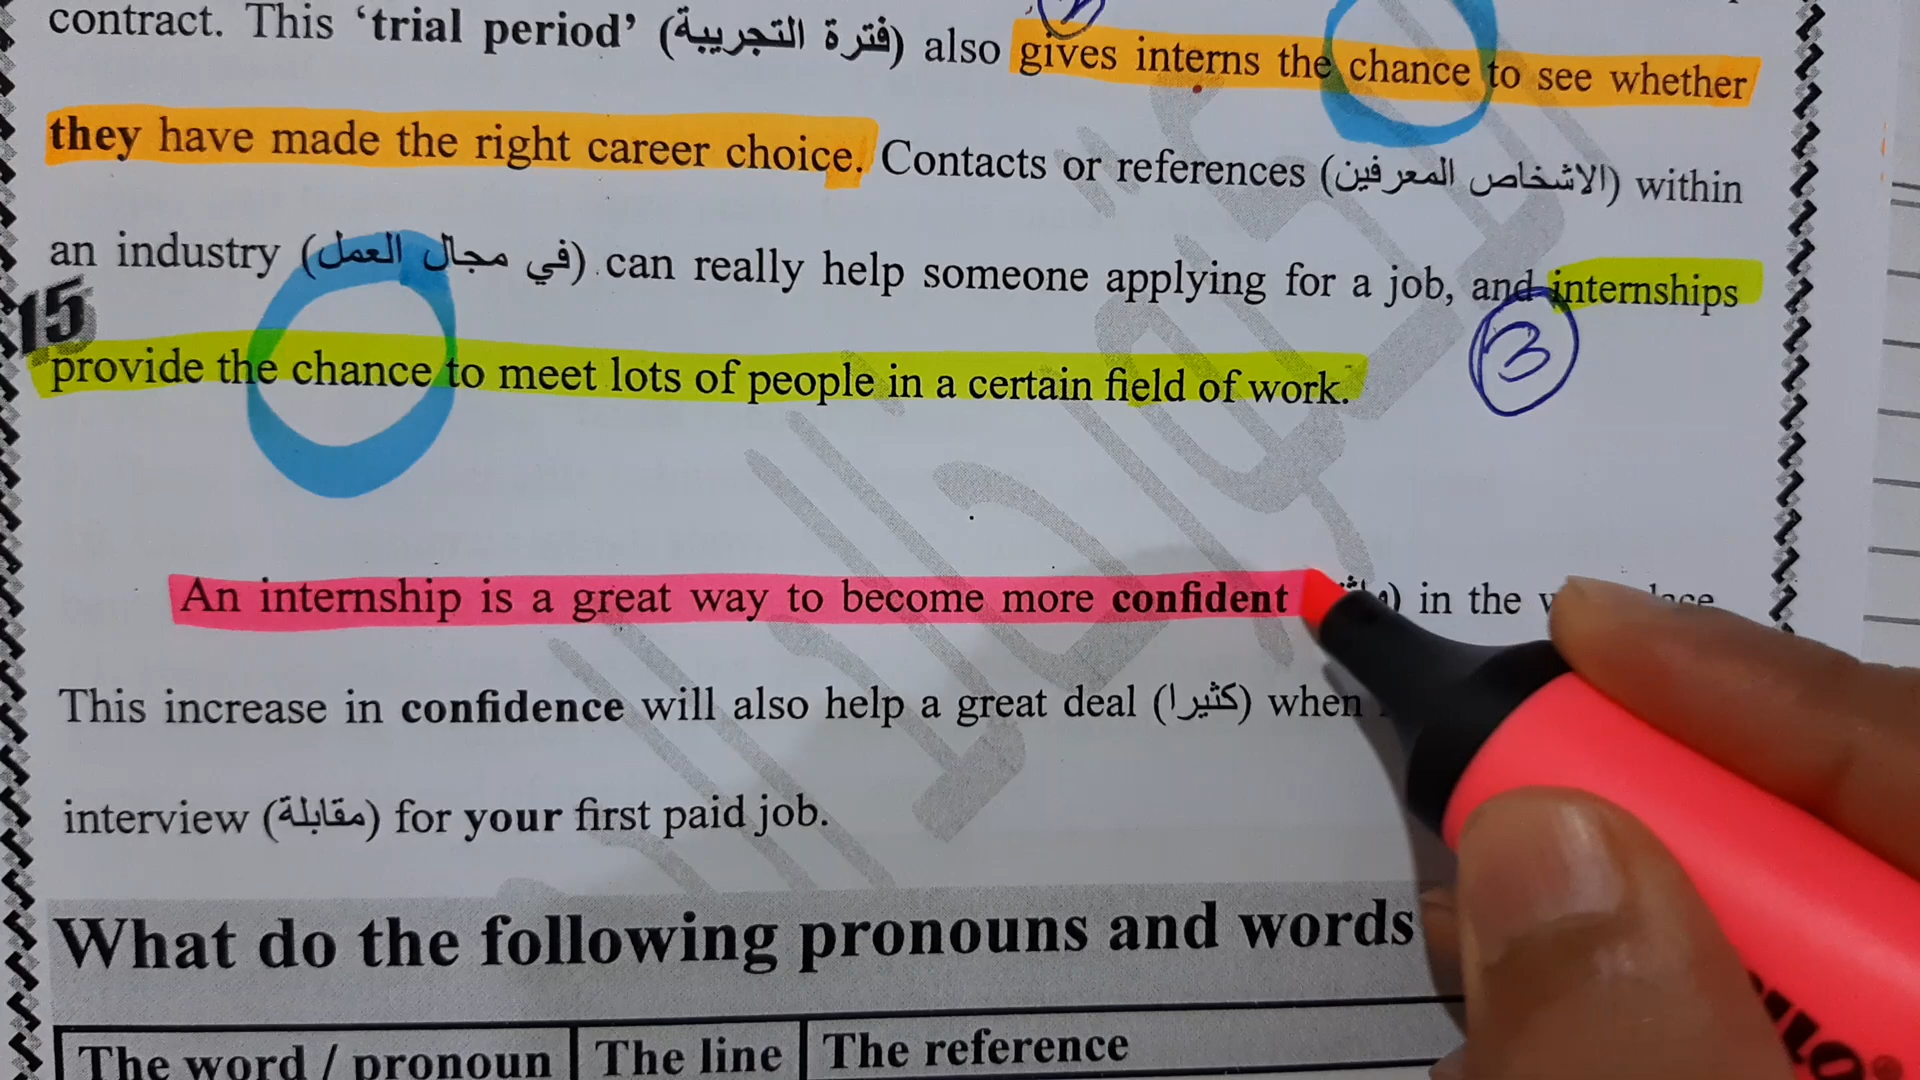 contract. This ‘trial period’ (فترة التجريبية) also gives interns the chance to see whether
they have made the right career choice. Contacts or references (الاشخاص المعرفين) within
an industry (في مجال العمل) can really help someone applying for a job, and internships
3
15
provide the chance to meet lots of people in a certain field of work.
An internship is a great way to become more confident in the
This increase in confidence will also help a great deal (كثيرا) when
interview (مقابلة) for your first paid job.
What do the following pronouns and words
The word / pronoun The line The reference